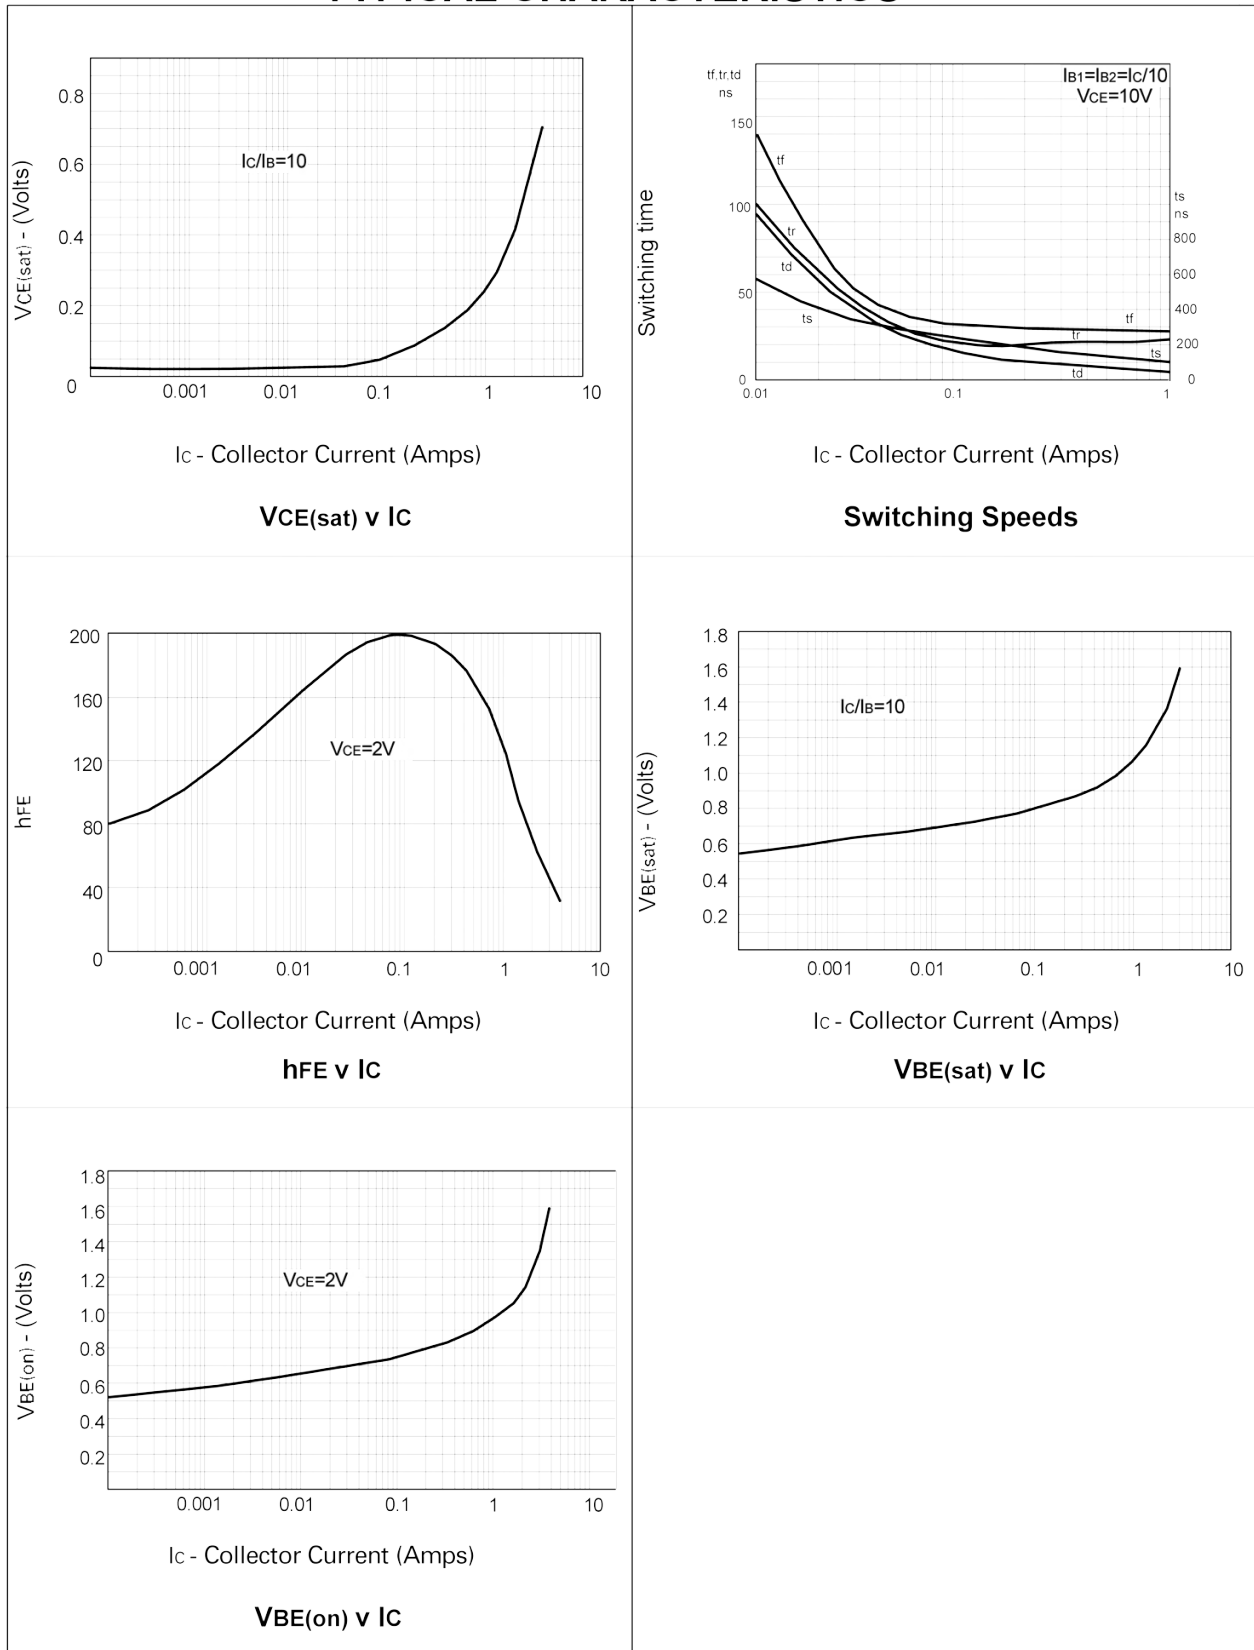 TYPICAL CHARACTERISTICS
VCE(sat) - (Volts)
0.8
0.6
0.4
0.2
0
IC/IB=10
0.001 0.01 0.1 1 10
IC - Collector Current (Amps)
VCE(sat) v IC
Switching time
tf,tr,td
ns
150
100
50
0
IB1=IB2=IC/10
VCE=10V
tf
tr
td
ts
tf
tr
ts
td
ts
ns
800
600
400
200
0
0.01 0.1 1
IC - Collector Current (Amps)
Switching Speeds
hFE
200
160
120
80
40
0
VCE=2V
0.001 0.01 0.1 1 10
IC - Collector Current (Amps)
hFE v IC
VBE(sat) - (Volts)
1.8
1.6
1.4
1.2
1.0
0.8
0.6
0.4
0.2
IC/IB=10
0.001 0.01 0.1 1 10
IC - Collector Current (Amps)
VBE(sat) v IC
VBE(on) - (Volts)
1.8
1.6
1.4
1.2
1.0
0.8
0.6
0.4
0.2
VCE=2V
0.001 0.01 0.1 1 10
IC - Collector Current (Amps)
VBE(on) v IC